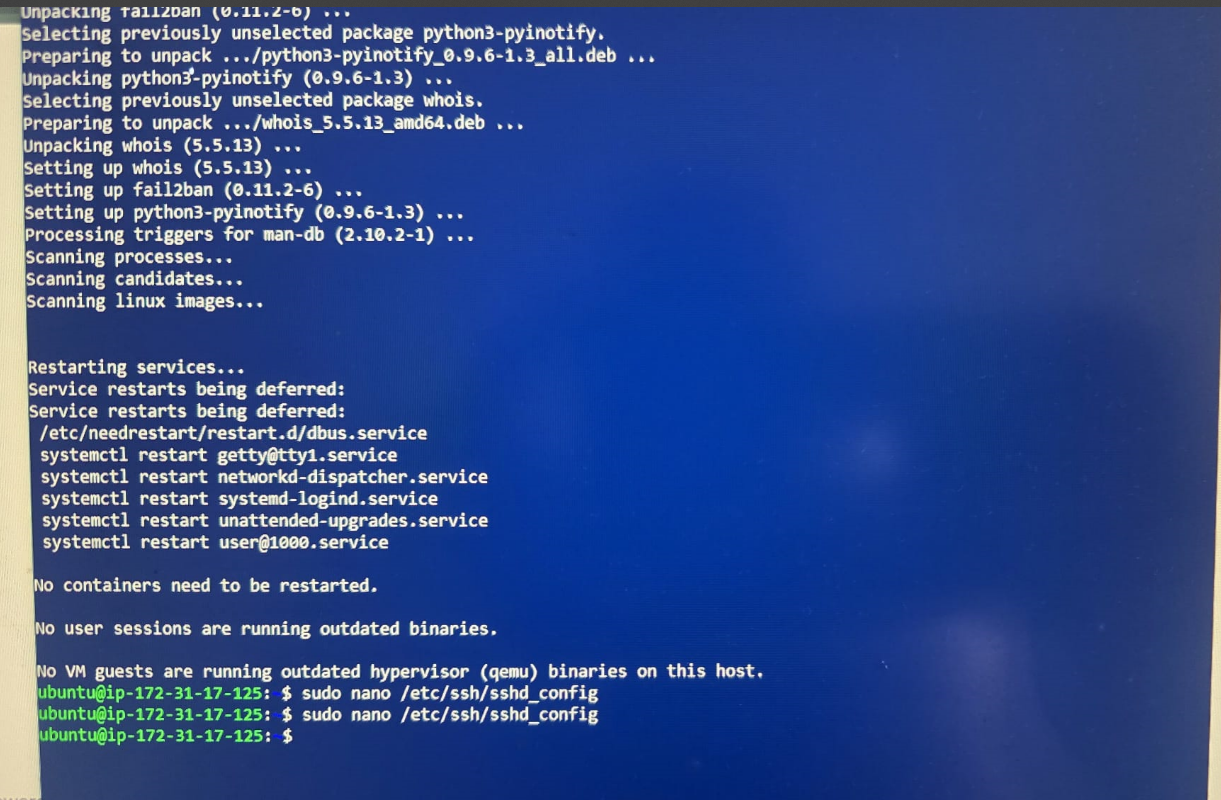 Unpacking fail2ban (0.11.2-6) ...
Selecting previously unselected package python3-pyinotify.
Preparing to unpack .../python3-pyinotify_0.9.6-1.3_all.deb ...
Unpacking python3-pyinotify (0.9.6-1.3) ...
Selecting previously unselected package whois.
Preparing to unpack .../whois_5.5.13_amd64.deb ...
Unpacking whois (5.5.13) ...
Setting up whois (5.5.13) ...
Setting up fail2ban (0.11.2-6) ...
Setting up python3-pyinotify (0.9.6-1.3) ...
Processing triggers for man-db (2.10.2-1) ...
Scanning processes...
Scanning candidates...
Scanning linux images...
Restarting services...
Service restarts being deferred:
Service restarts being deferred:
/etc/needrestart/restart.d/dbus.service
systemctl restart getty@tty1.service
systemctl restart networkd-dispatcher.service
systemctl restart systemd-logind.service
systemctl restart unattended-upgrades.service
systemctl restart user@1000.service
No containers need to be restarted.
No user sessions are running outdated binaries.
No VM guests are running outdated hypervisor (qemu) binaries on this host.
ubuntu@ip-172-31-17-125:~$ sudo nano /etc/ssh/sshd_config
ubuntu@ip-172-31-17-125:~$ sudo nano /etc/ssh/sshd_config
ubuntu@ip-172-31-17-125:~$